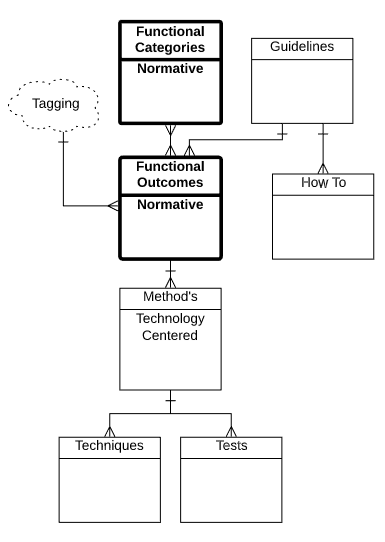 Functional
Categories
Normative
Guidelines
Tagging
Functional
Outcomes
Normative
How To
Method's
Technology
Centered
Techniques
Tests